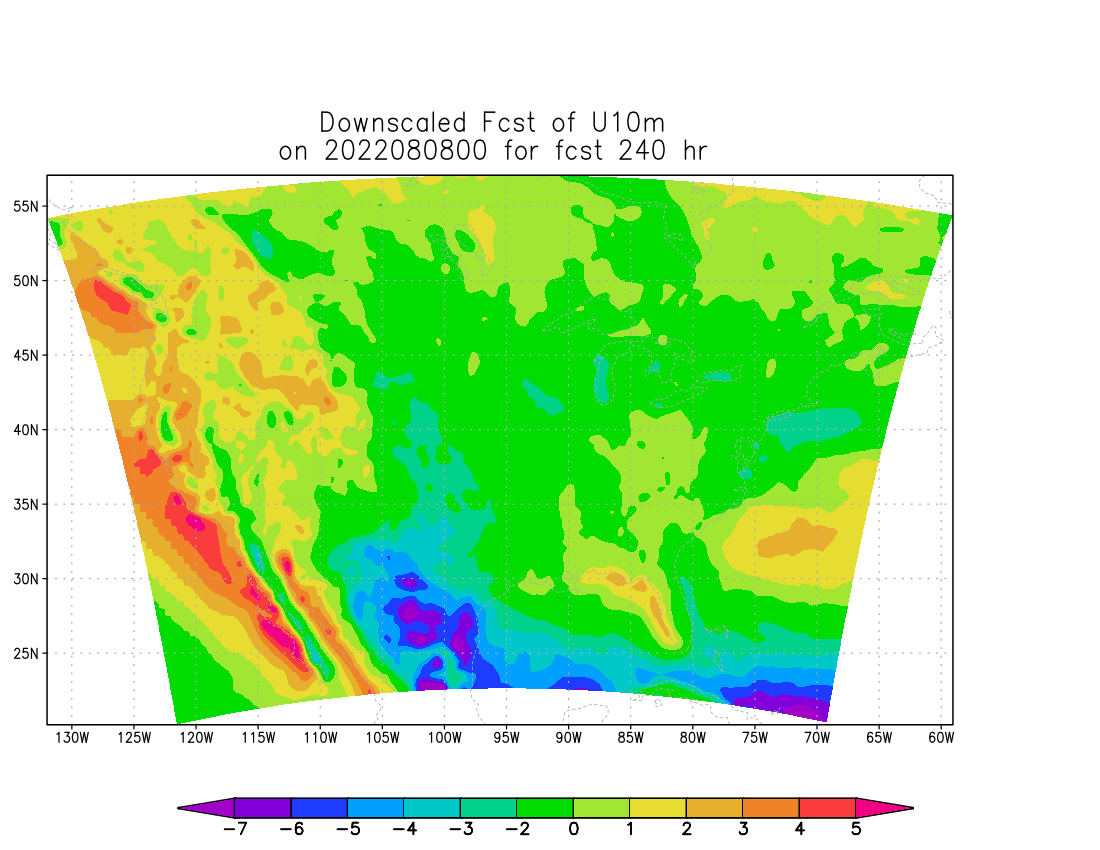 Downscaled Fcst of U10m
on 2022080800 for fcst 240 hr
55N
50N
45N
40N
35N
30N
25N
130W 125W 120W 115W 110W 105W 100W 95W 90W 85W 80W 75W 70W 65W 60W
-7 -6 -5 -4 -3 -2 0 1 2 3 4 5